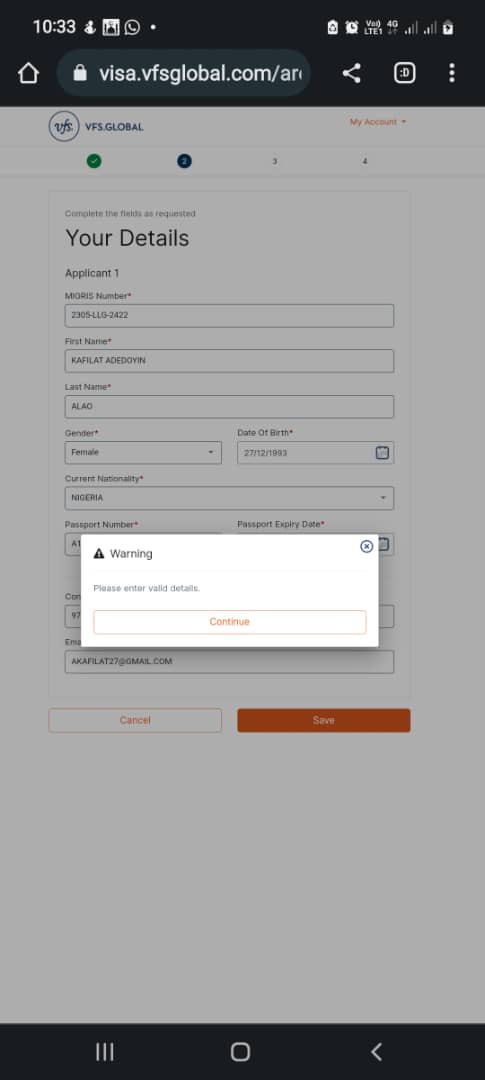 10:33
Vo)) 4G
LTE1
visa.vfsglobal.com/ar
:D
vfs.
VFS.GLOBAL
My Account
2
3
4
Complete the fields as requested
Your Details
Applicant 1
MIGRIS Number*
2305-LLG-2422
First Name*
KAFILAT ADEDOYIN
Last Name*
ALAO
Gender*
Date Of Birth*
Female
27/12/1993
Current Nationality*
NIGERIA
Passport Number*
Passport Expiry Date*
A1
Warning
Please enter valid details.
Con
97
Continue
Ema
AKAFILAT27@GMAIL.COM
Cancel
Save